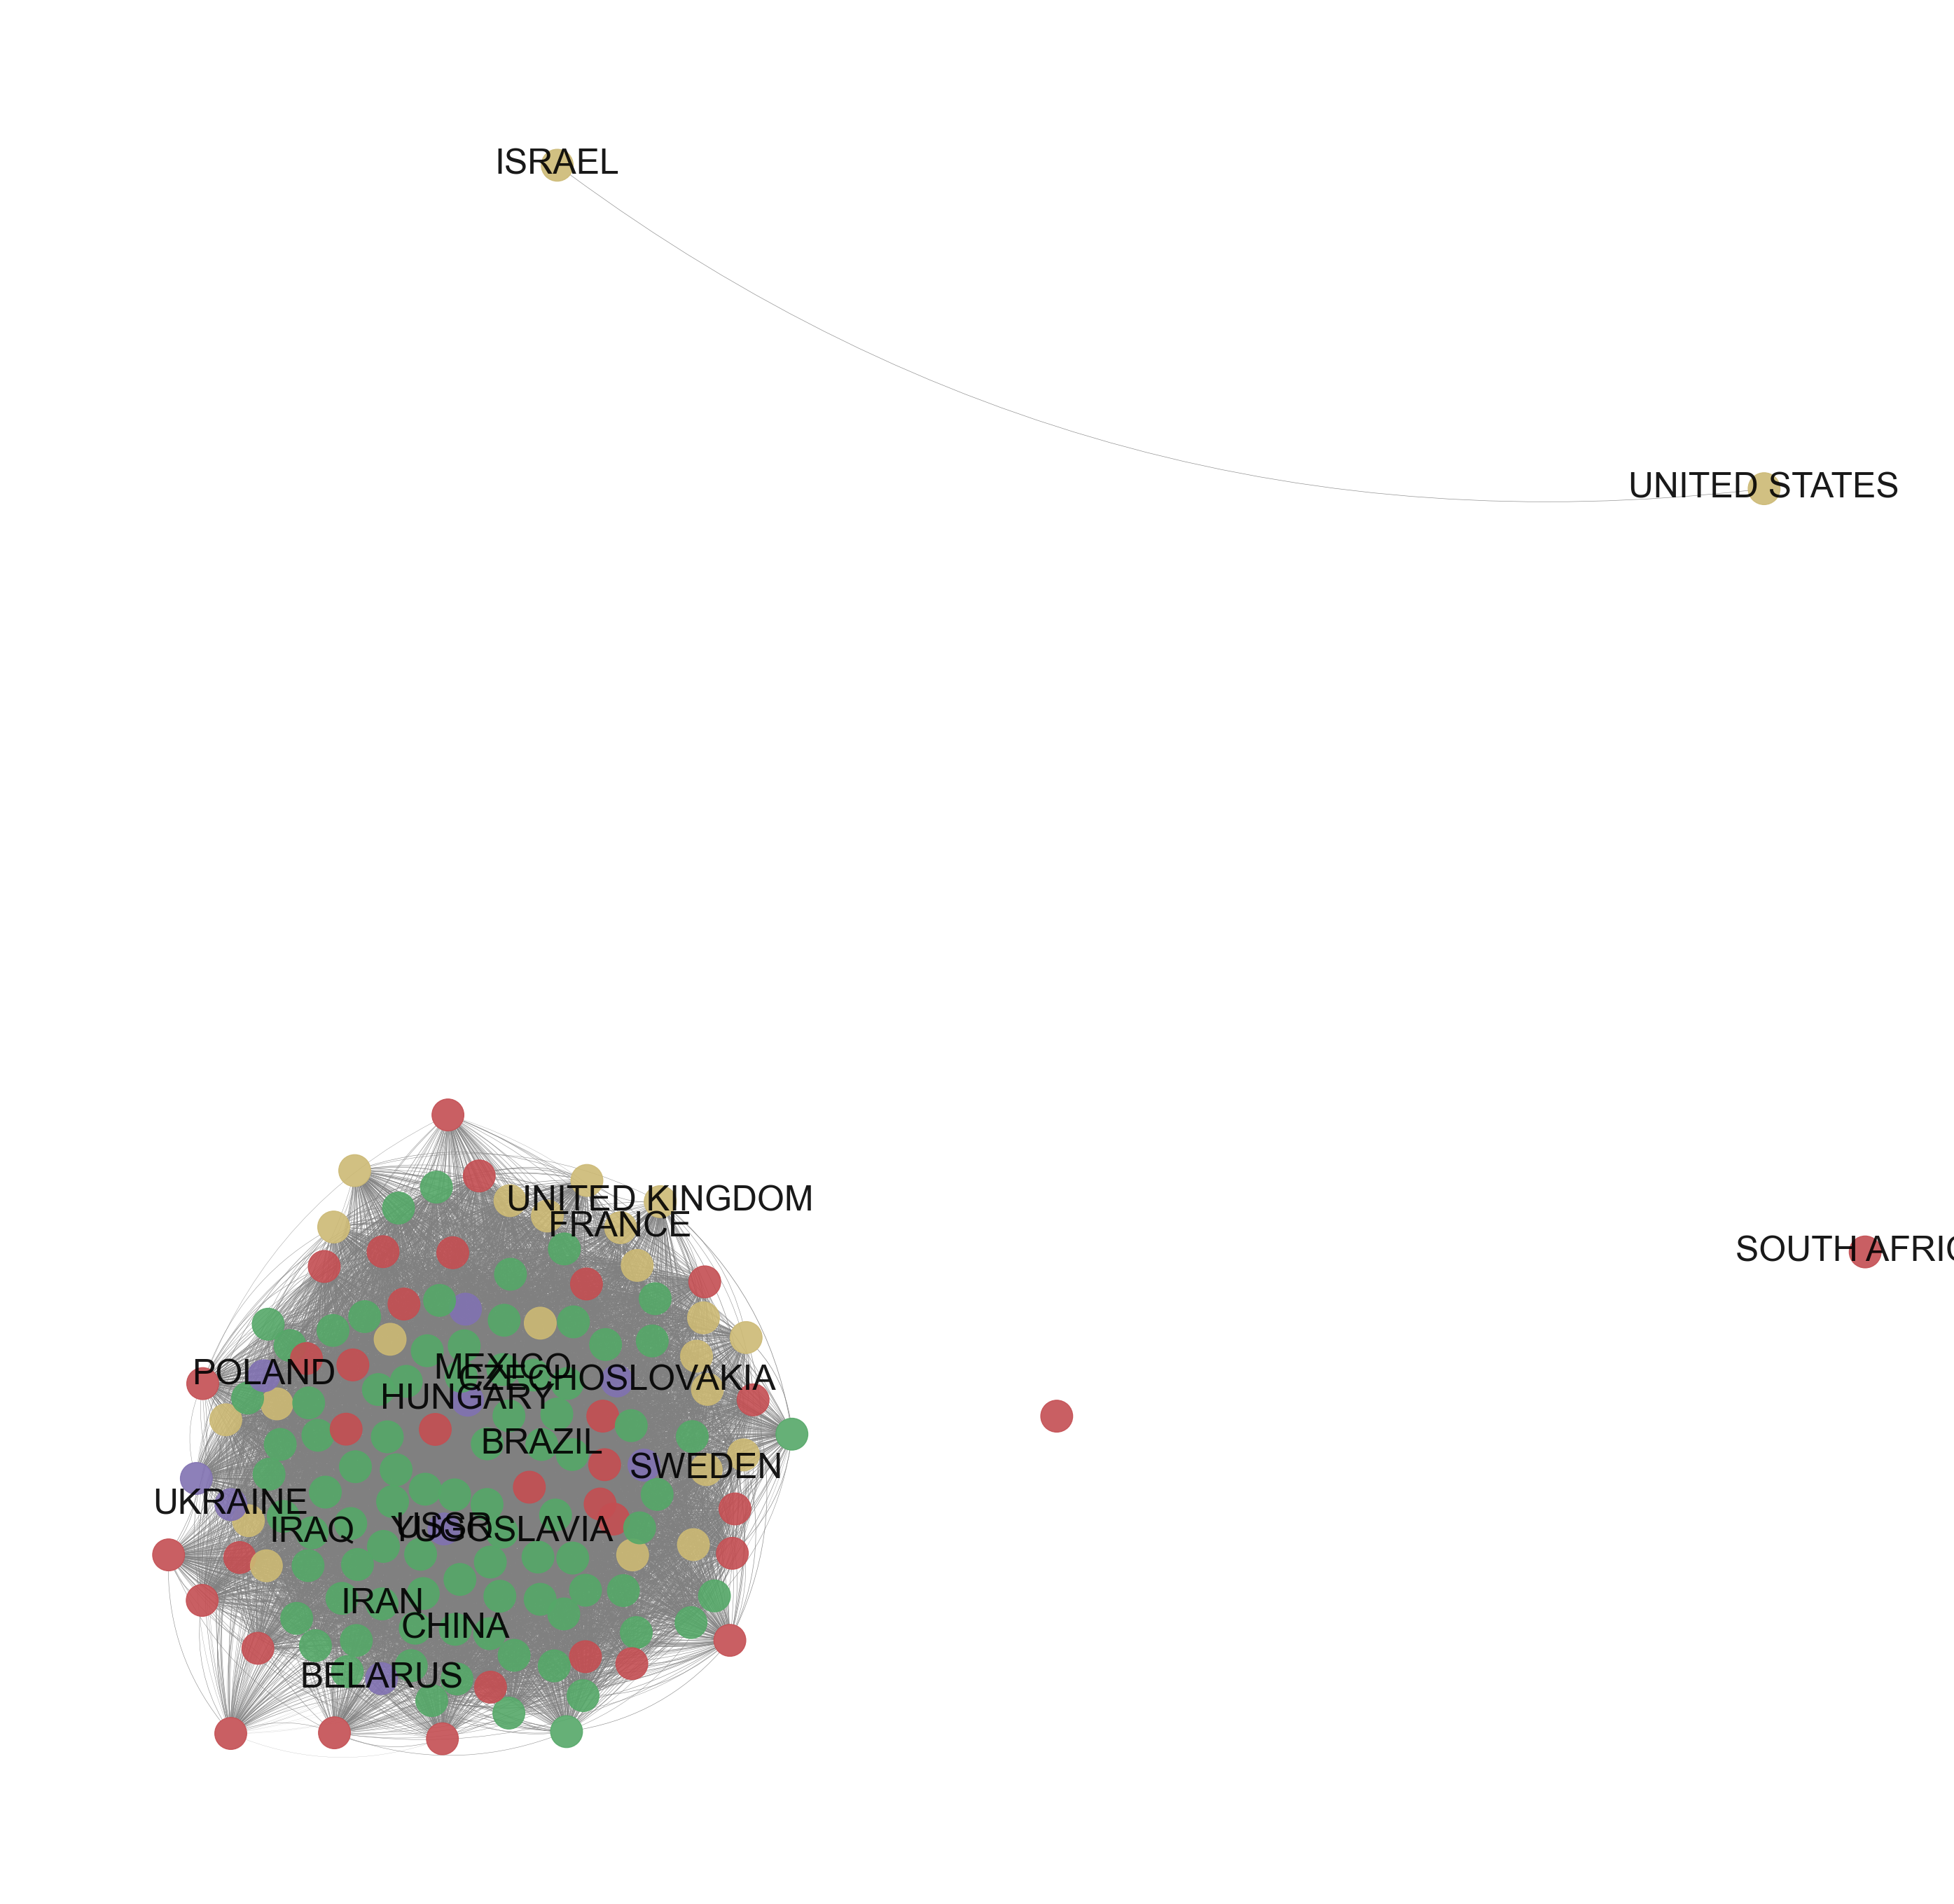 ISRAEL
UNITED STATES
UNITED KINGDOM
FRANCE
SOUTH AFRIC
MEXICO
POLAND
CZECHOSLOVAKIA
HUNGARY
BRAZIL
SWEDEN
UKRAINE
USSR
IRAQ
YUGOSLAVIA
IRAN
CHINA
BELARUS